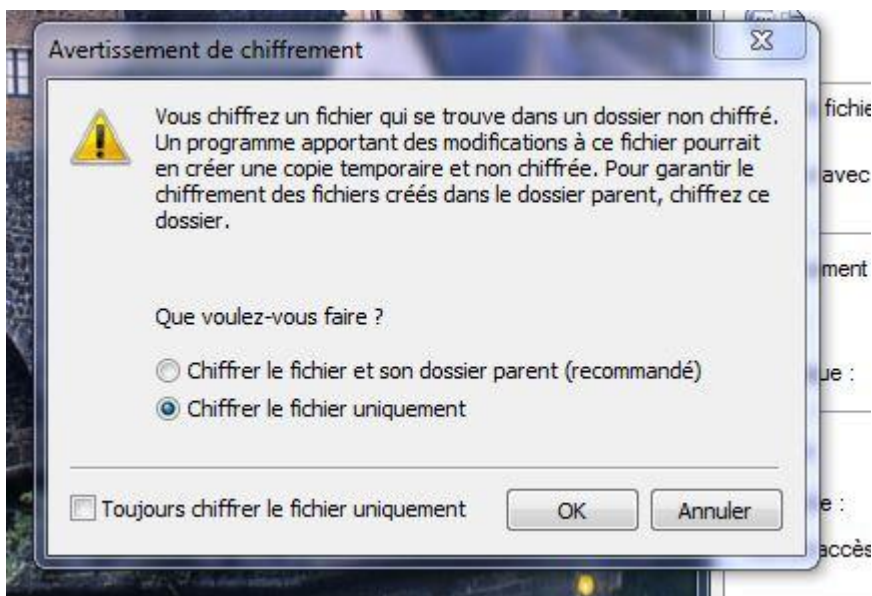 Avertissement de chiffrement
Vous chiffrez un fichier qui se trouve dans un dossier non chiffré.
Un programme apportant des modifications à ce fichier pourrait
en créer une copie temporaire et non chiffrée. Pour garantir le
chiffrement des fichiers créés dans le dossier parent, chiffrez ce
dossier.
Que voulez-vous faire ?
Chiffrer le fichier et son dossier parent (recommandé)
Chiffrer le fichier uniquement
Toujours chiffrer le fichier uniquement
OK
Annuler
fichie
avec
ment
ue :
e :
accès